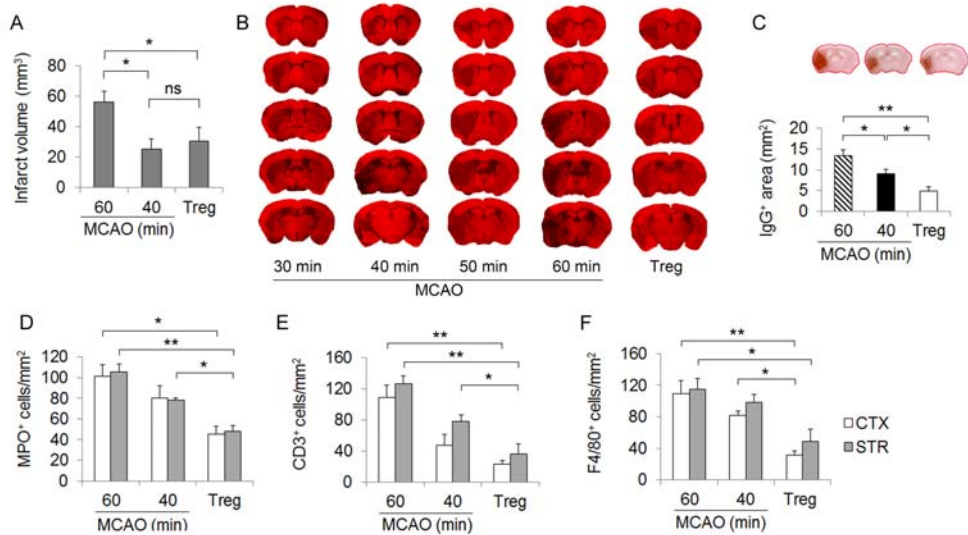 A
Infarct volume (mm³)
80
60
40
20
0
*
*
ns
60 40 Treg
MCAO (min)
B
30 min 40 min 50 min 60 min Treg
MCAO
C
IgG⁺ area (mm²)
20
15
10
5
0
**
* *
60 40 Treg
MCAO (min)
D
MPO⁺ cells/mm²
120
100
80
60
40
20
0
*
**
*
60 40 Treg
MCAO (min)
E
CD3⁺ cells/mm²
160
120
80
40
0
**
**
*
60 40 Treg
MCAO (min)
F
F4/80⁺ cells/mm²
160
120
80
40
0
**
*
*
60 40 Treg
MCAO (min)
CTX
STR